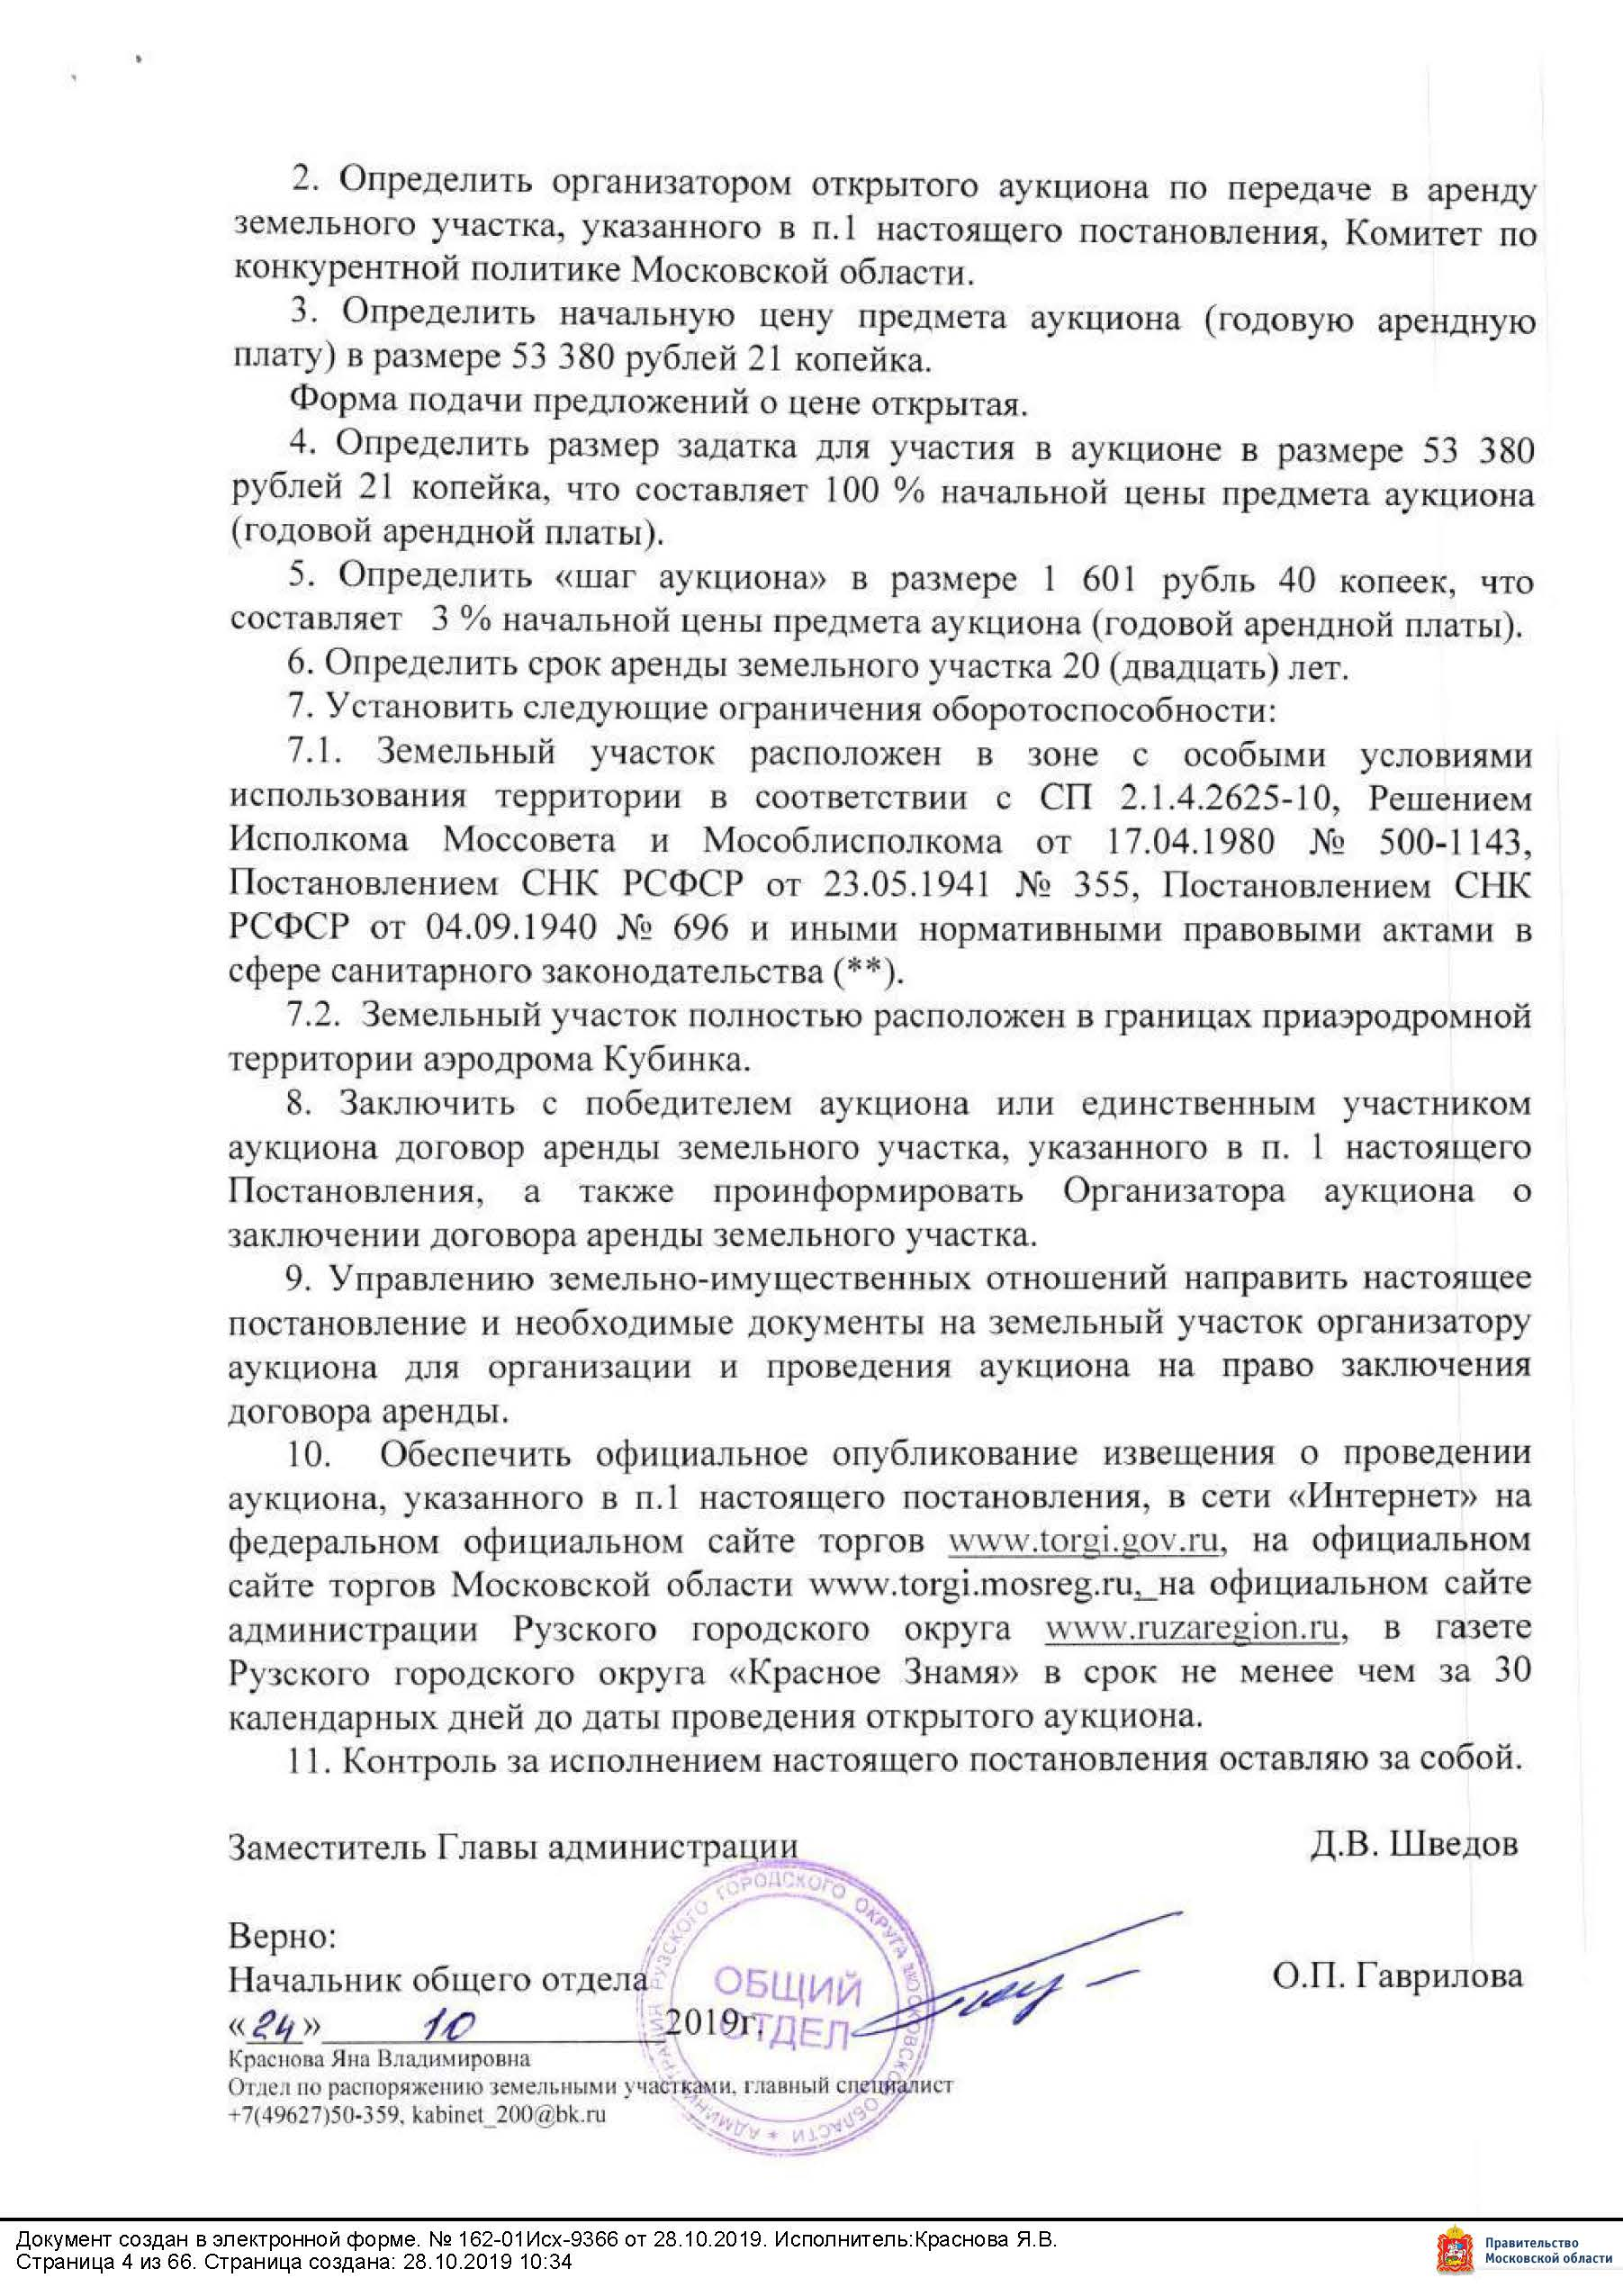 2. Определить организатором открытого аукциона по передаче в аренду
земельного участка, указанного в п.1 настоящего постановления, Комитет по
конкурентной политике Московской области.
3. Определить начальную цену предмета аукциона (годовую арендную
плату) в размере 53 380 рублей 21 копейка.
Форма подачи предложений о цене открытая.
4. Определить размер задатка для участия в аукционе в размере 53 380
рублей 21 копейка, что составляет 100 % начальной цены предмета аукциона
(годовой арендной платы).
5. Определить «шаг аукциона» в размере 1 601 рубль 40 копеек, что
составляет 3 % начальной цены предмета аукциона (годовой арендной платы).
6. Определить срок аренды земельного участка 20 (двадцать) лет.
7. Установить следующие ограничения оборотоспособности:
7.1. Земельный участок расположен в зоне с особыми условиями
использования территории в соответствии с СП 2.1.4.2625-10, Решением
Исполкома Моссовета и Мособлисполкома от 17.04.1980 № 500-1143,
Постановлением СНК РСФСР от 23.05.1941 № 355, Постановлением СНК
РСФСР от 04.09.1940 № 696 и иными нормативными правовыми актами в
сфере санитарного законодательства (**).
7.2. Земельный участок полностью расположен в границах приаэродромной
территории аэродрома Кубинка.
8. Заключить с победителем аукциона или единственным участником
аукциона договор аренды земельного участка, указанного в п. 1 настоящего
Постановления, а также проинформировать Организатора аукциона о
заключении договора аренды земельного участка.
9. Управлению земельно-имущественных отношений направить настоящее
постановление и необходимые документы на земельный участок организатору
аукциона для организации и проведения аукциона на право заключения
договора аренды.
10. Обеспечить официальное опубликование извещения о проведении
аукциона, указанного в п.1 настоящего постановления, в сети «Интернет» на
федеральном официальном сайте торгов www.torgi.gov.ru, на официальном
сайте торгов Московской области www.torgi.mosreg.ru, на официальном сайте
администрации Рузского городского округа www.ruzaregion.ru, в газете
Рузского городского округа «Красное Знамя» в срок не менее чем за 30
календарных дней до даты проведения открытого аукциона.
11. Контроль за исполнением настоящего постановления оставляю за собой.
Заместитель Главы администрации Д.В. Шведов
Верно:
Начальник общего отдела О.П. Гаврилова
«24» 10 2019г.
АДМИНИСТРАЦИЯ РУЗСКОГО ГОРОДСКОГО ОКРУГА МОСКОВСКОЙ ОБЛАСТИ *
ОБЩИЙ
ОТДЕЛ
Краснова Яна Владимировна
Отдел по распоряжению земельными участками, главный специалист
+7(49627)50-359, kabinet_200@bk.ru
Документ создан в электронной форме. № 162-01Исх-9366 от 28.10.2019. Исполнитель:Краснова Я.В.
Страница 4 из 66. Страница создана: 28.10.2019 10:34
Правительство
Московской области